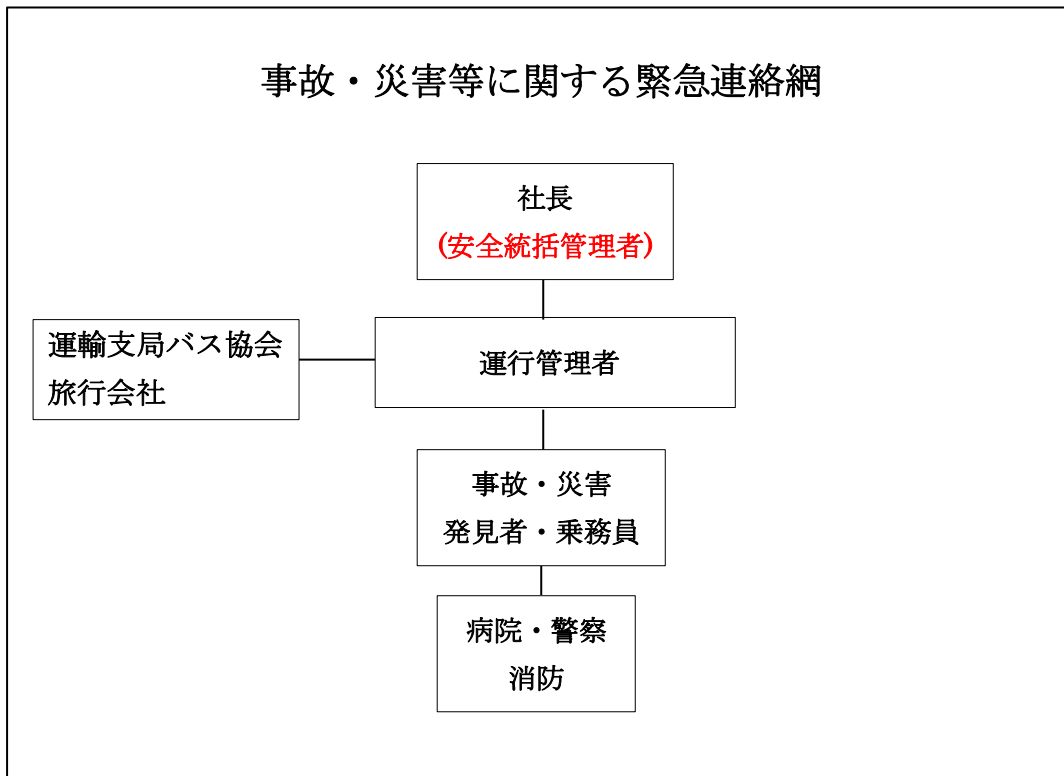 事故・災害等に関する緊急連絡網
社長
(安全統括管理者)
運輸支局バス協会
旅行会社
運行管理者
事故・災害
発見者・乗務員
病院・警察
消防